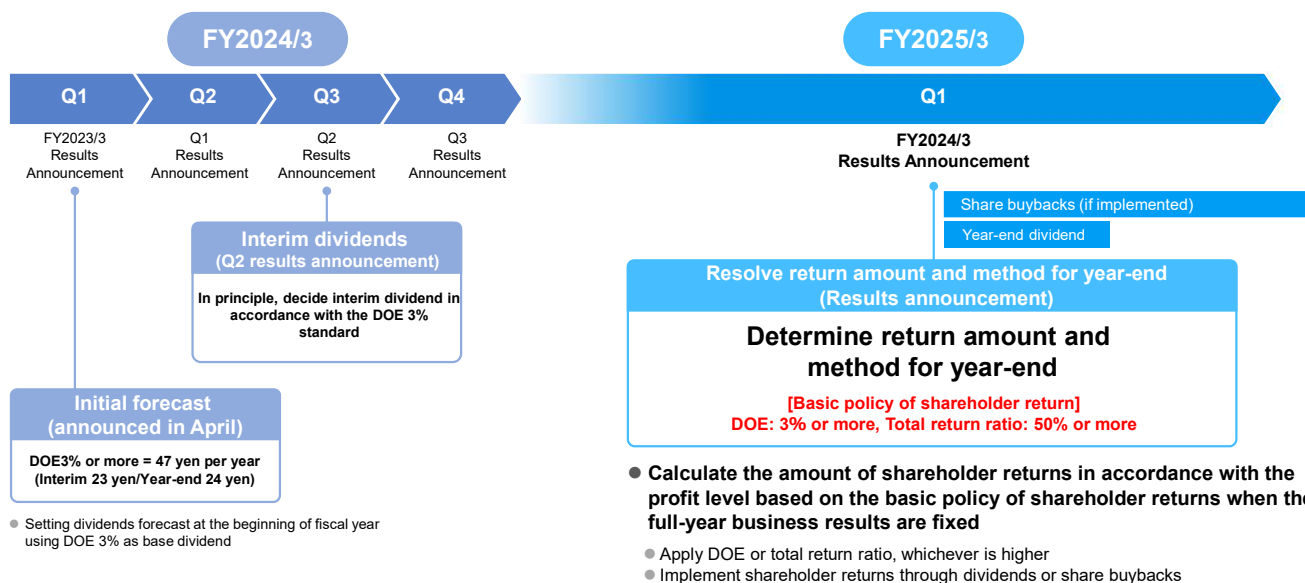 FY2024/3
FY2025/3
Q1
Q2
Q3
Q4
Q1
FY2023/3
Results
Announcement
Q1
Results
Announcement
Q2
Results
Announcement
Q3
Results
Announcement
FY2024/3
Results Announcement
Share buybacks (if implemented)
Year-end dividend
Interim dividends
(Q2 results announcement)
In principle, decide interim dividend in
accordance with the DOE 3%
standard
Initial forecast
(announced in April)
DOE3% or more = 47 yen per year
(Interim 23 yen/Year-end 24 yen)
Setting dividends forecast at the beginning of fiscal year
using DOE 3% as base dividend
Resolve return amount and method for year-end
(Results announcement)
Determine return amount and
method for year-end
[Basic policy of shareholder return]
DOE: 3% or more, Total return ratio: 50% or more
● Calculate the amount of shareholder returns in accordance with the
profit level based on the basic policy of shareholder returns when the
full-year business results are fixed
● Apply DOE or total return ratio, whichever is higher
● Implement shareholder returns through dividends or share buybacks